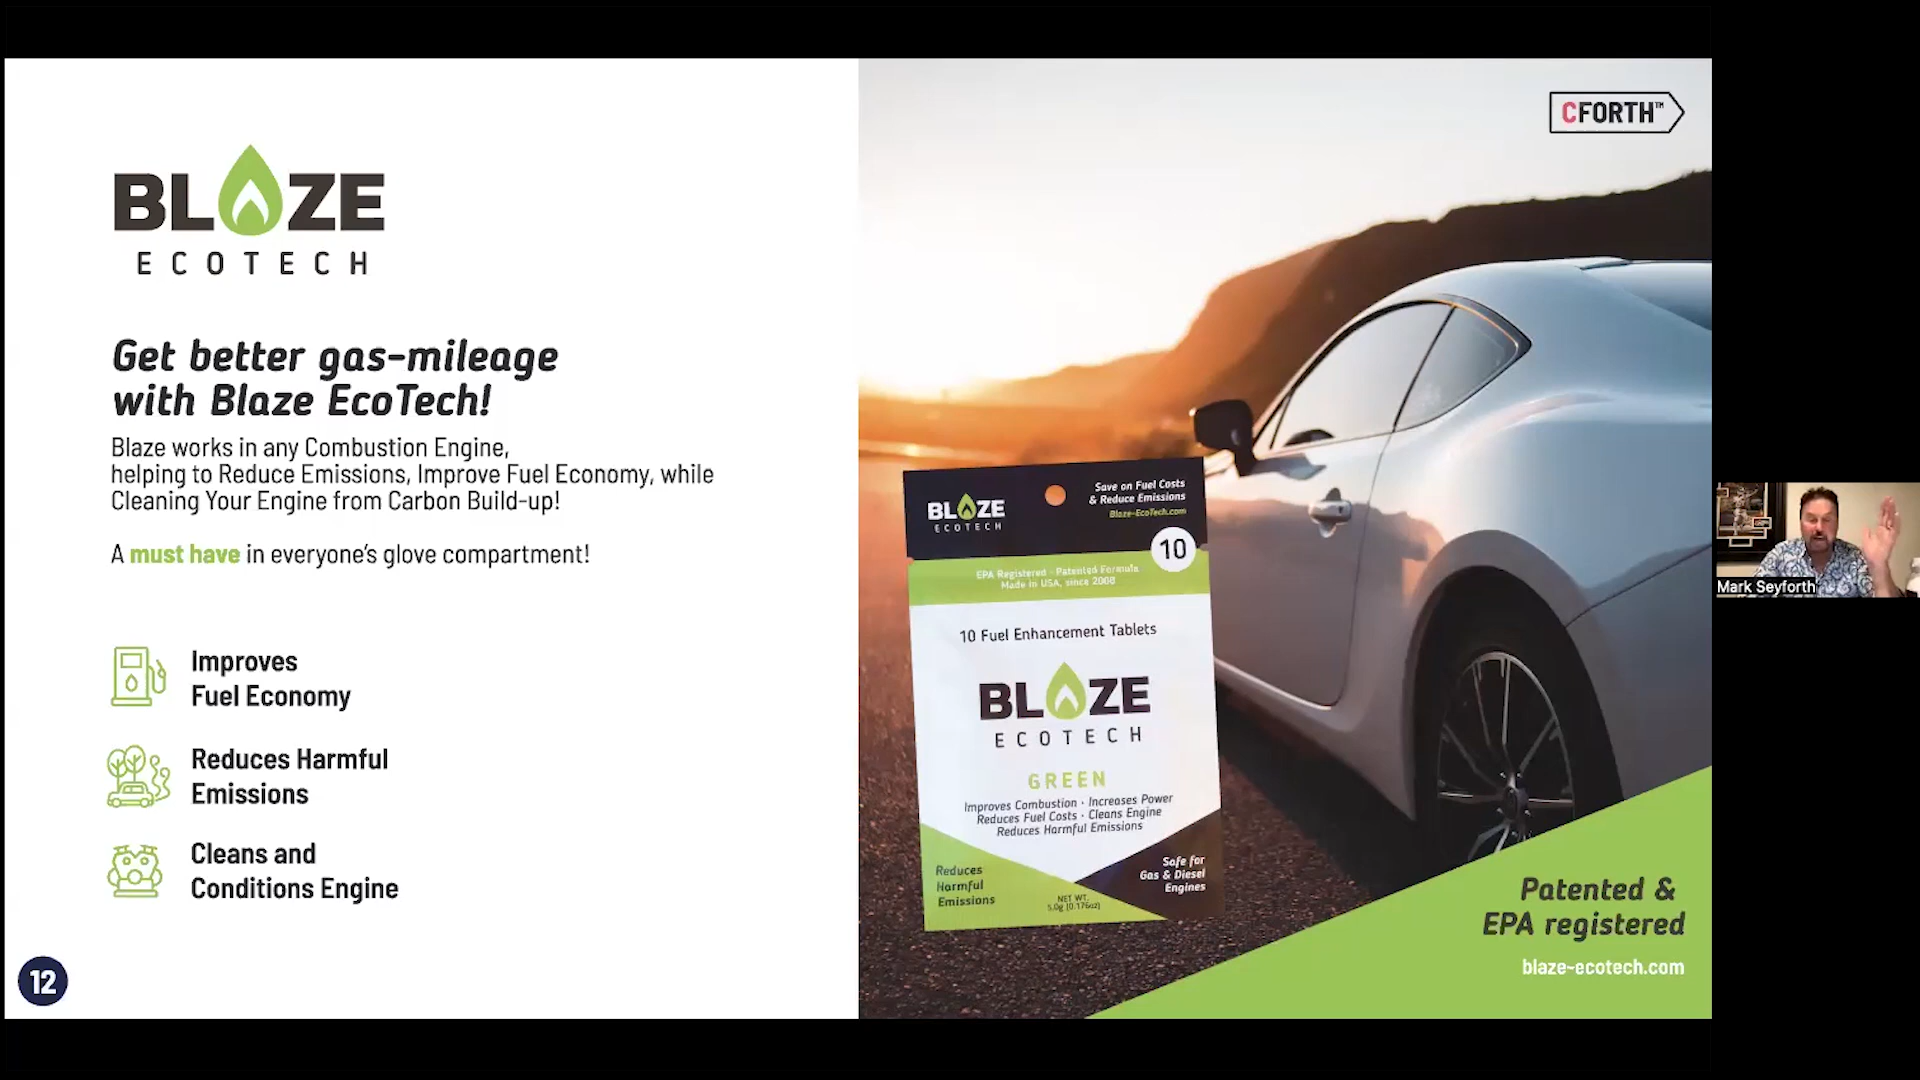 BLAZE
ECOTECH
Get better gas-mileage
with Blaze EcoTech!
Blaze works in any Combustion Engine,
helping to Reduce Emissions, Improve Fuel Economy, while
Cleaning Your Engine from Carbon Build-up!
A must have in everyone's glove compartment!
Improves
Fuel Economy
Reduces Harmful
Emissions
Cleans and
Conditions Engine
12
CFORTH™
BLAZE
ECOTECH
Save on Fuel Costs
& Reduce Emissions
Blaze-EcoTech.com
10
EPA Registered - Patented Formula
Made in USA, since 2008
10 Fuel Enhancement Tablets
BLAZE
ECOTECH
GREEN
Improves Combustion · Increases Power
Reduces Fuel Costs · Cleans Engine
Reduces Harmful Emissions
Reduces
Harmful
Emissions
NET WT.
5.0g (0.176oz)
Safe for
Gas & Diesel
Engines
Patented &
EPA registered
blaze-ecotech.com
Mark Seyforth